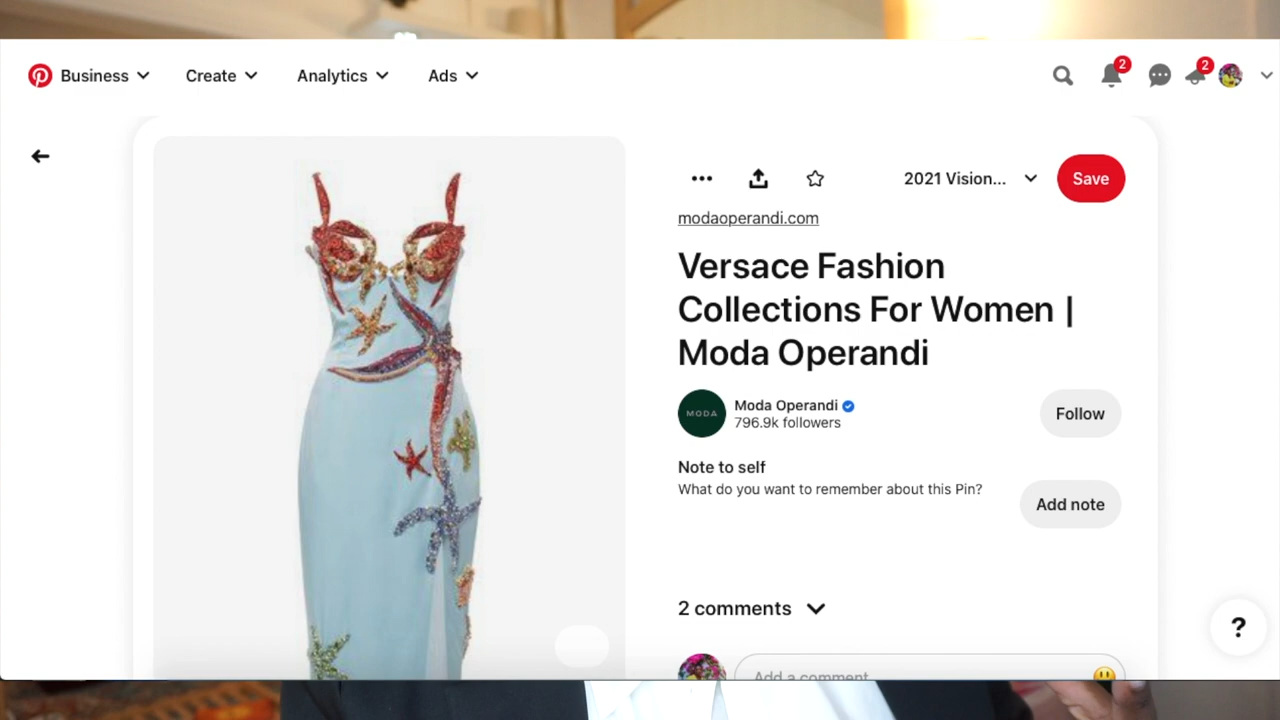 Business
Create
Analytics
Ads
2
2
2021 Vision...
Save
modaoperandi.com
Versace Fashion
Collections For Women |
Moda Operandi
MODA
Moda Operandi
796.9k followers
Follow
Note to self
What do you want to remember about this Pin?
Add note
2 comments
?
Add a comment